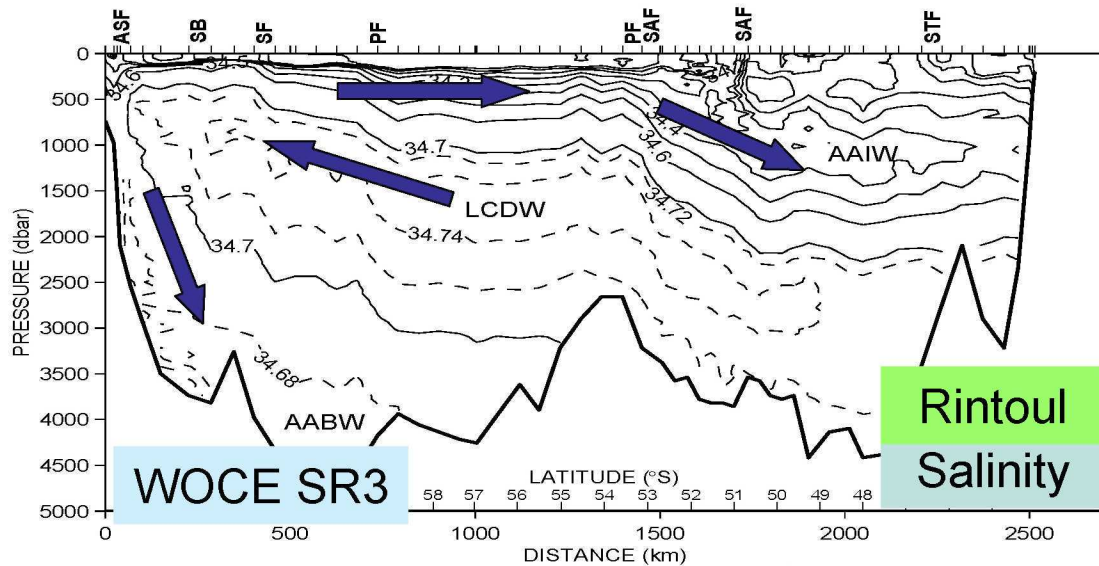 ASF SB SF PF PF SAF SAF STF
0
500
1000
1500
2000
2500
3000
3500
4000
4500
5000
PRESSURE (dbar)
34.6
34.4
34.7
34.6
AAIW
LCDW
34.72
34.74
34.7
34.68
AABW
Rintoul
Salinity
WOCE SR3
LATITUDE (°S)
58 57 56 55 54 53 52 51 50 49 48
0 500 1000 1500 2000 2500
DISTANCE (km)